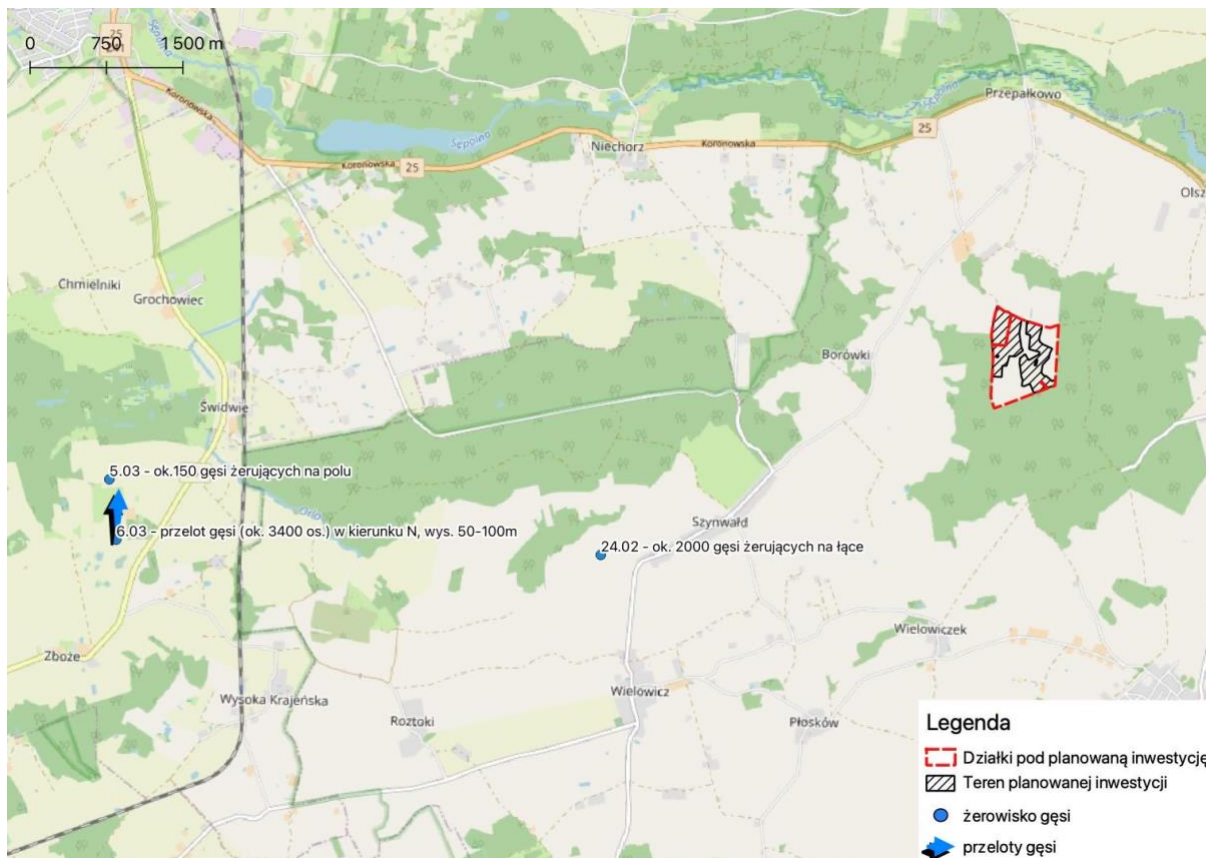 0 750 1 500 m
25
Sępolna
Koronowska
Sępolno
Niechorz
Koronowska
25
Koronowska
25
Sępolna
Przepałkowo
Olsz
Chmielniki
Grochowiec
Borówki
Świdwie
5.03 - ok.150 gęsi żerujących na polu
Orla
6.03 - przelot gęsi (ok. 3400 os.) w kierunku N, wys. 50-100m
Szynwałd
24.02 - ok. 2000 gęsi żerujących na łące
Wielowiczek
Zboże
Wysoka Krajeńska
Wielowicz
Roztoki
Płosków
Legenda
Działki pod planowaną inwestycję
Teren planowanej inwestycji
żerowisko gęsi
przeloty gęsi